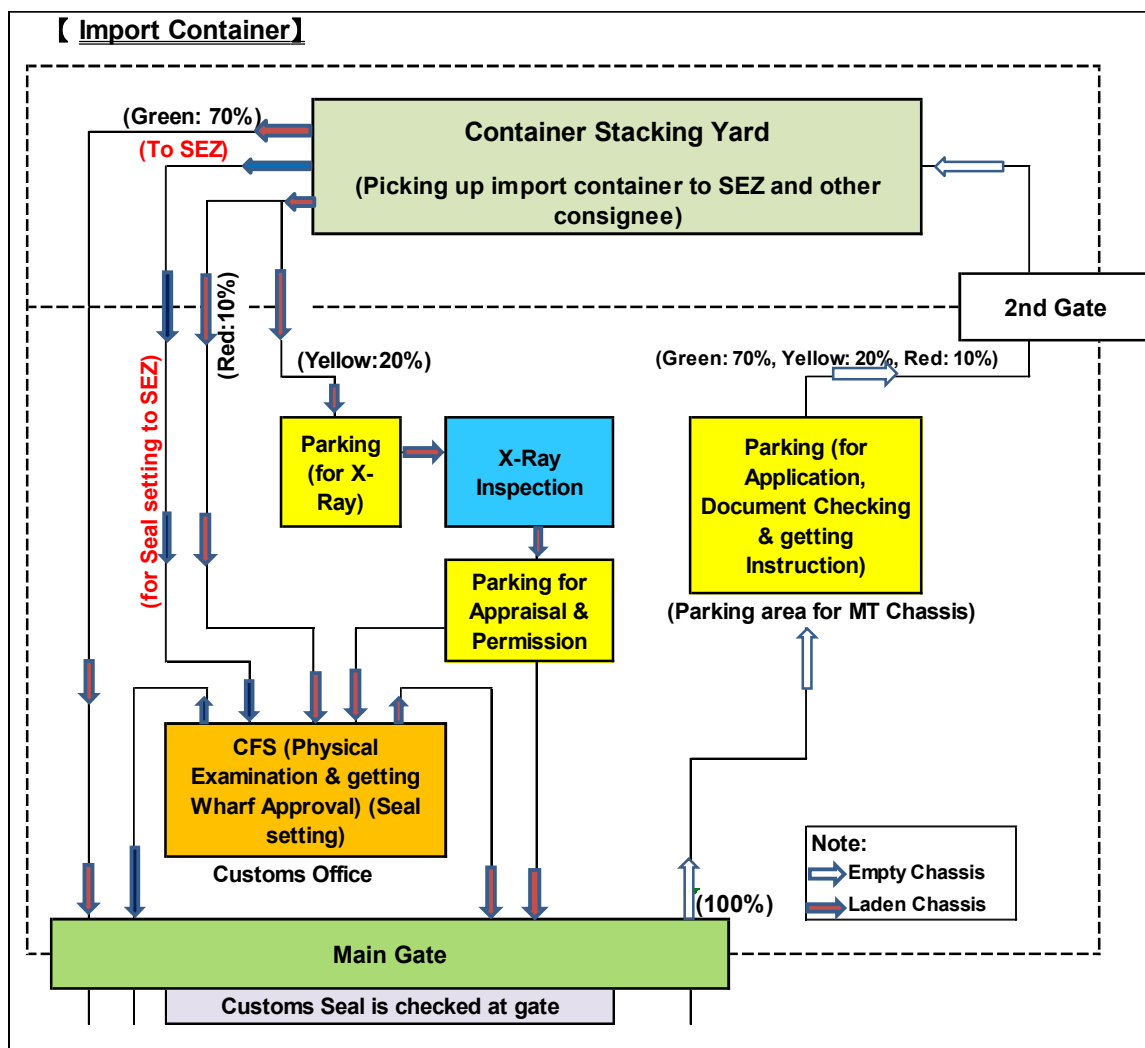 【 Import Container】
(Green: 70%)
(To SEZ)
Container Stacking Yard
(Picking up import container to SEZ and other
consignee)
(Red:10%)
2nd Gate
(Yellow:20%)
(Green: 70%, Yellow: 20%, Red: 10%)
(for Seal setting to SEZ)
Parking
(for X-
Ray)
X-Ray
Inspection
Parking (for
Application,
Document Checking
& getting
Instruction)
Parking for
Appraisal &
Permission
(Parking area for MT Chassis)
CFS (Physical
Examination & getting
Wharf Approval) (Seal
setting)
Customs Office
Note:
Empty Chassis
Laden Chassis
(100%)
Main Gate
Customs Seal is checked at gate